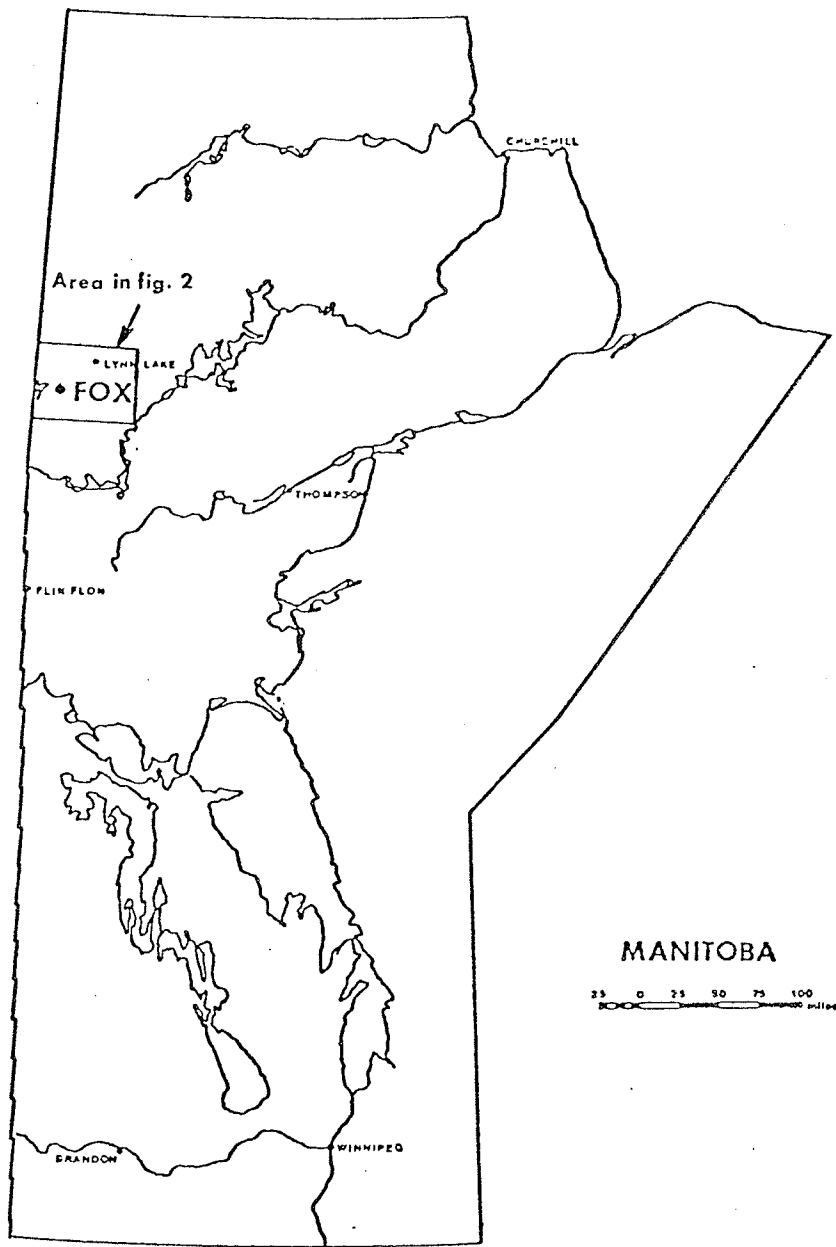 CHURCHILL
Area in fig. 2
LYNN LAKE
FOX
THOMPSON
FLIN FLON
MANITOBA
25 0 25 50 75 100
miles
WINNIPEG
BRANDON